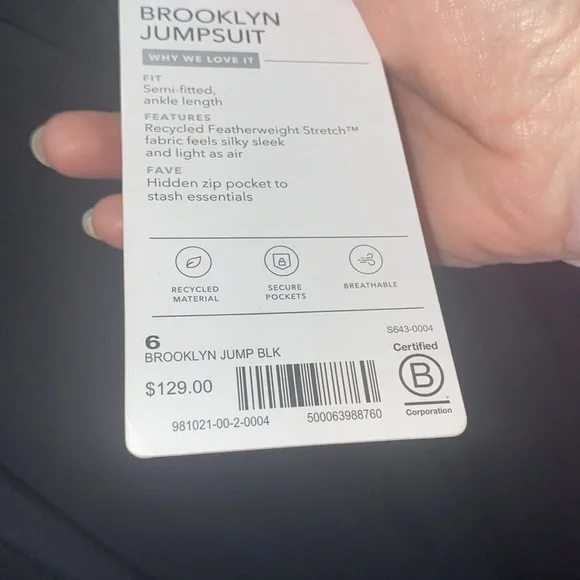 BROOKLYN
JUMPSUIT
WHY WE LOVE IT
FIT
Semi-fitted,
ankle length
FEATURES
Recycled Featherweight Stretch™
fabric feels silky sleek
and light as air
FAVE
Hidden zip pocket to
stash essentials
RECYCLED
MATERIAL
SECURE
POCKETS
BREATHABLE
S643-0004
6
BROOKLYN JUMP BLK
$129.00
981021-00-2-0004
500063988760
Certified
B
Corporation